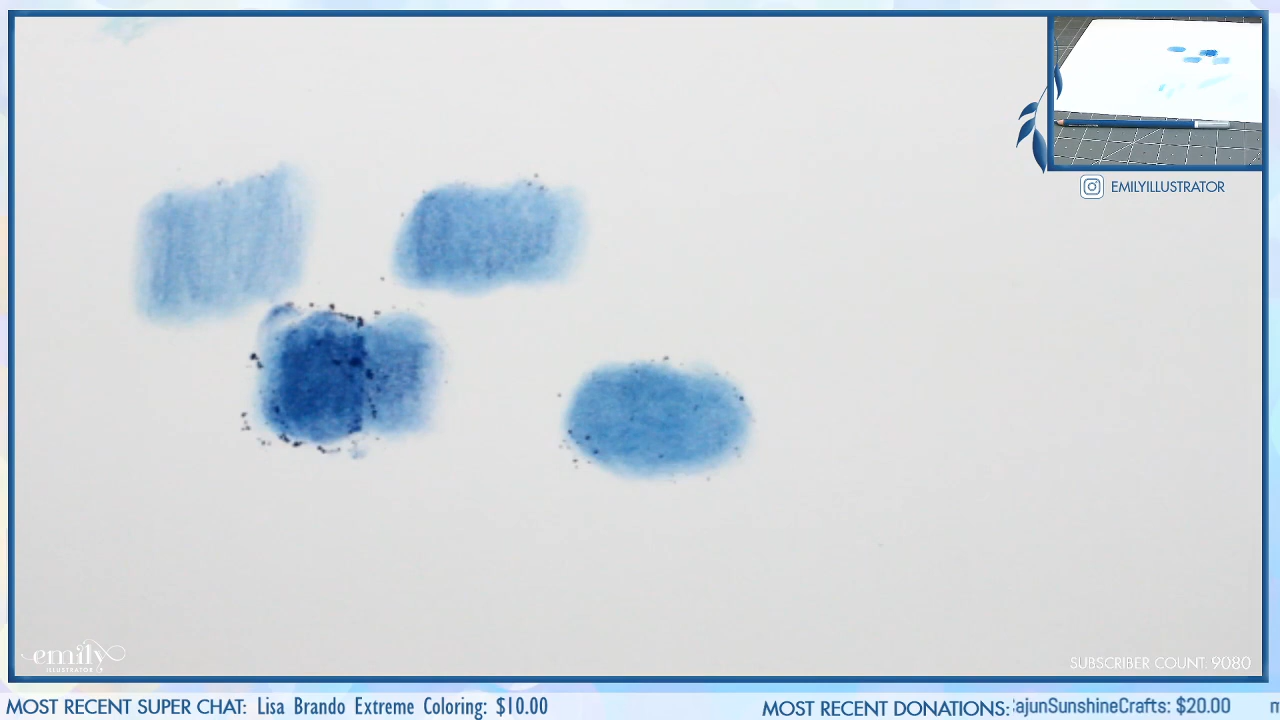 EMILYILLUSTRATOR
emily
ILLUSTRATOR
SUBSCRIBER COUNT: 9080
MOST RECENT SUPER CHAT: Lisa Brando Extreme Coloring: $10.00
MOST RECENT DONATIONS: ajunSunshineCrafts: $20.00